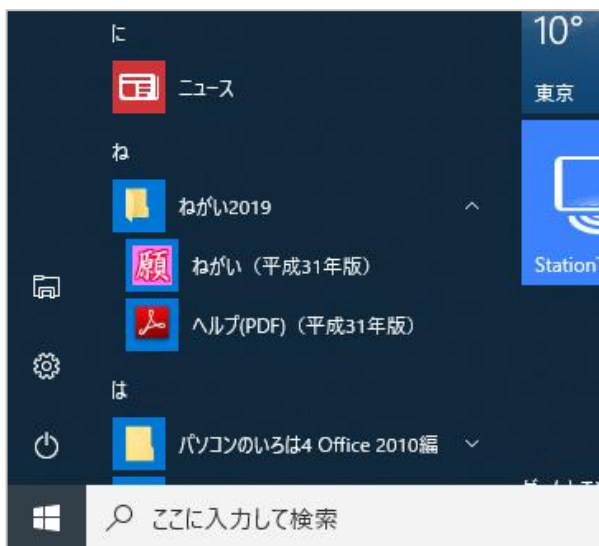 に
ニュース
ね
ねがい2019
願 ねがい（平成31年版）
ヘルプ(PDF)（平成31年版）
は
パソコンのいろは4 Office 2010編
10°
東京
Station
ここに入力して検索